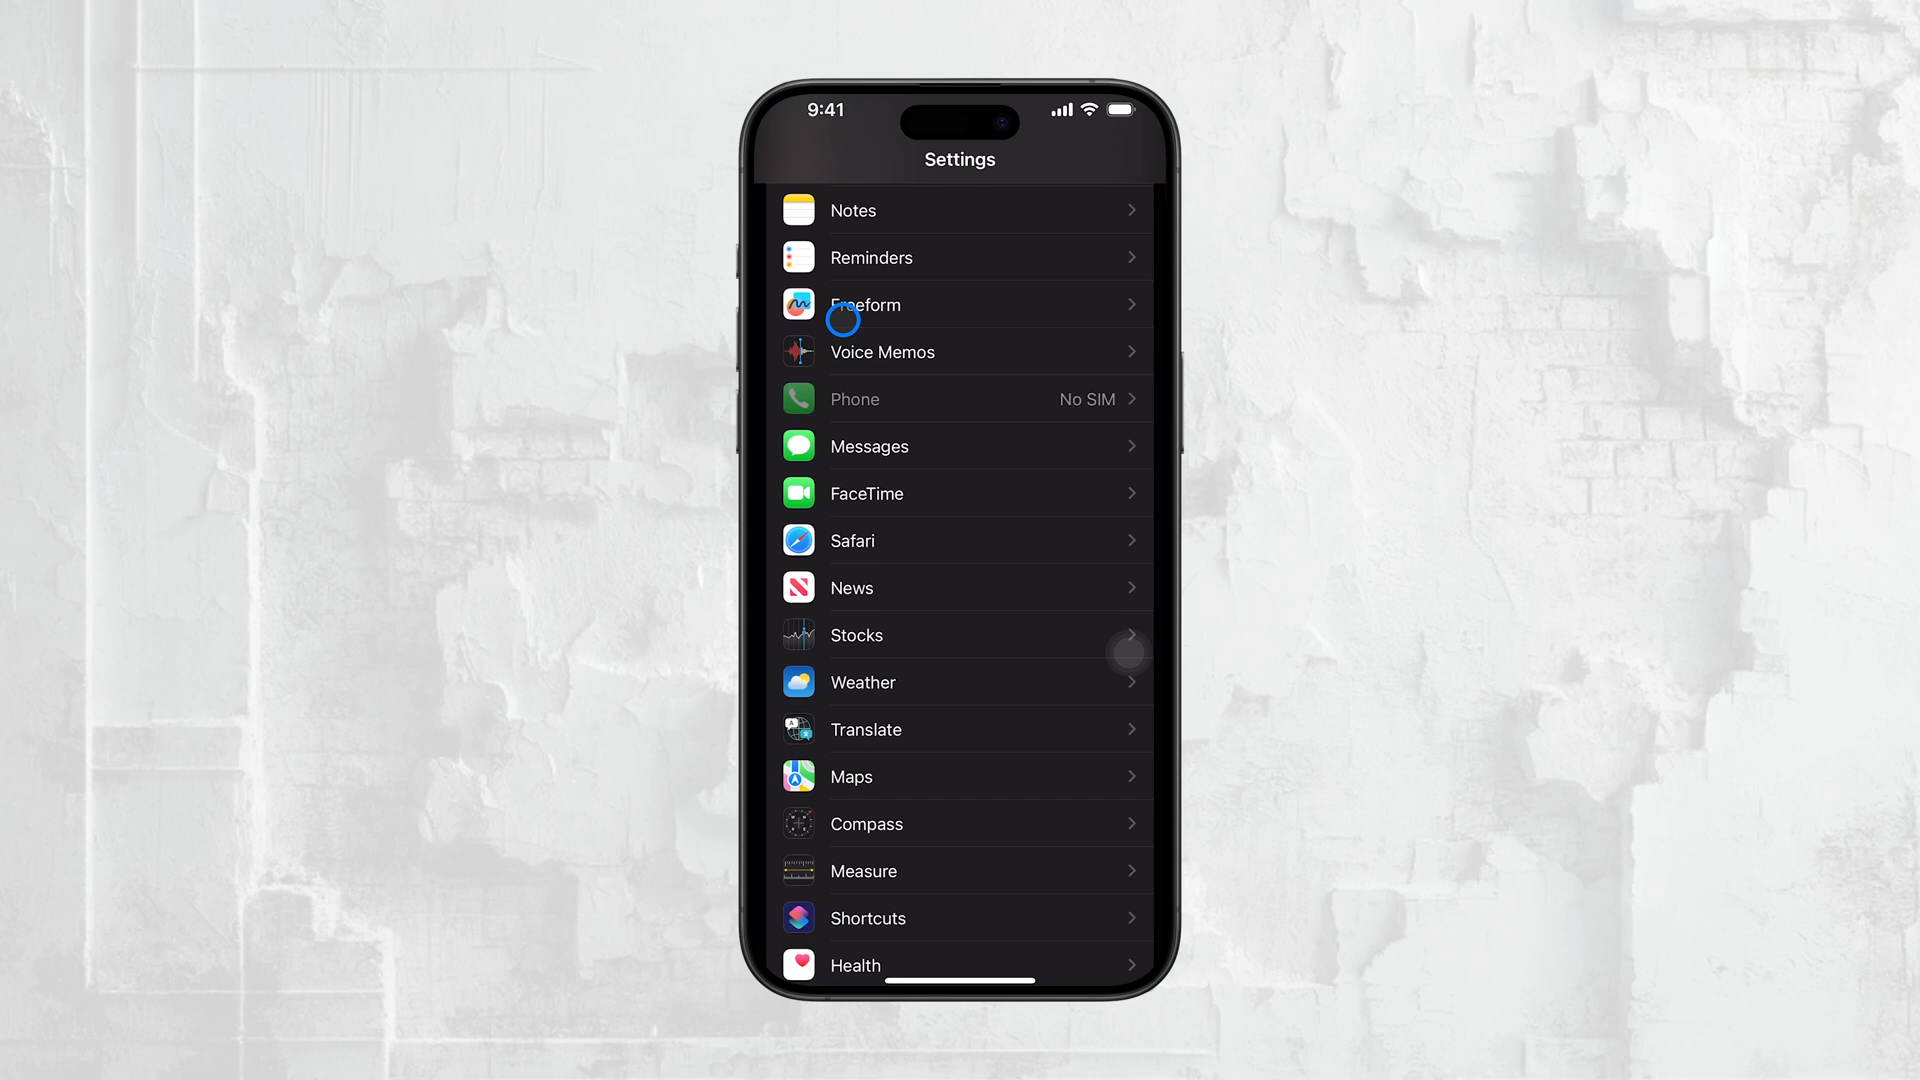 9:41
Settings
Notes
Reminders
Freeform
Voice Memos
Phone No SIM
Messages
FaceTime
Safari
News
Stocks
Weather
Translate
Maps
Compass
Measure
Shortcuts
Health